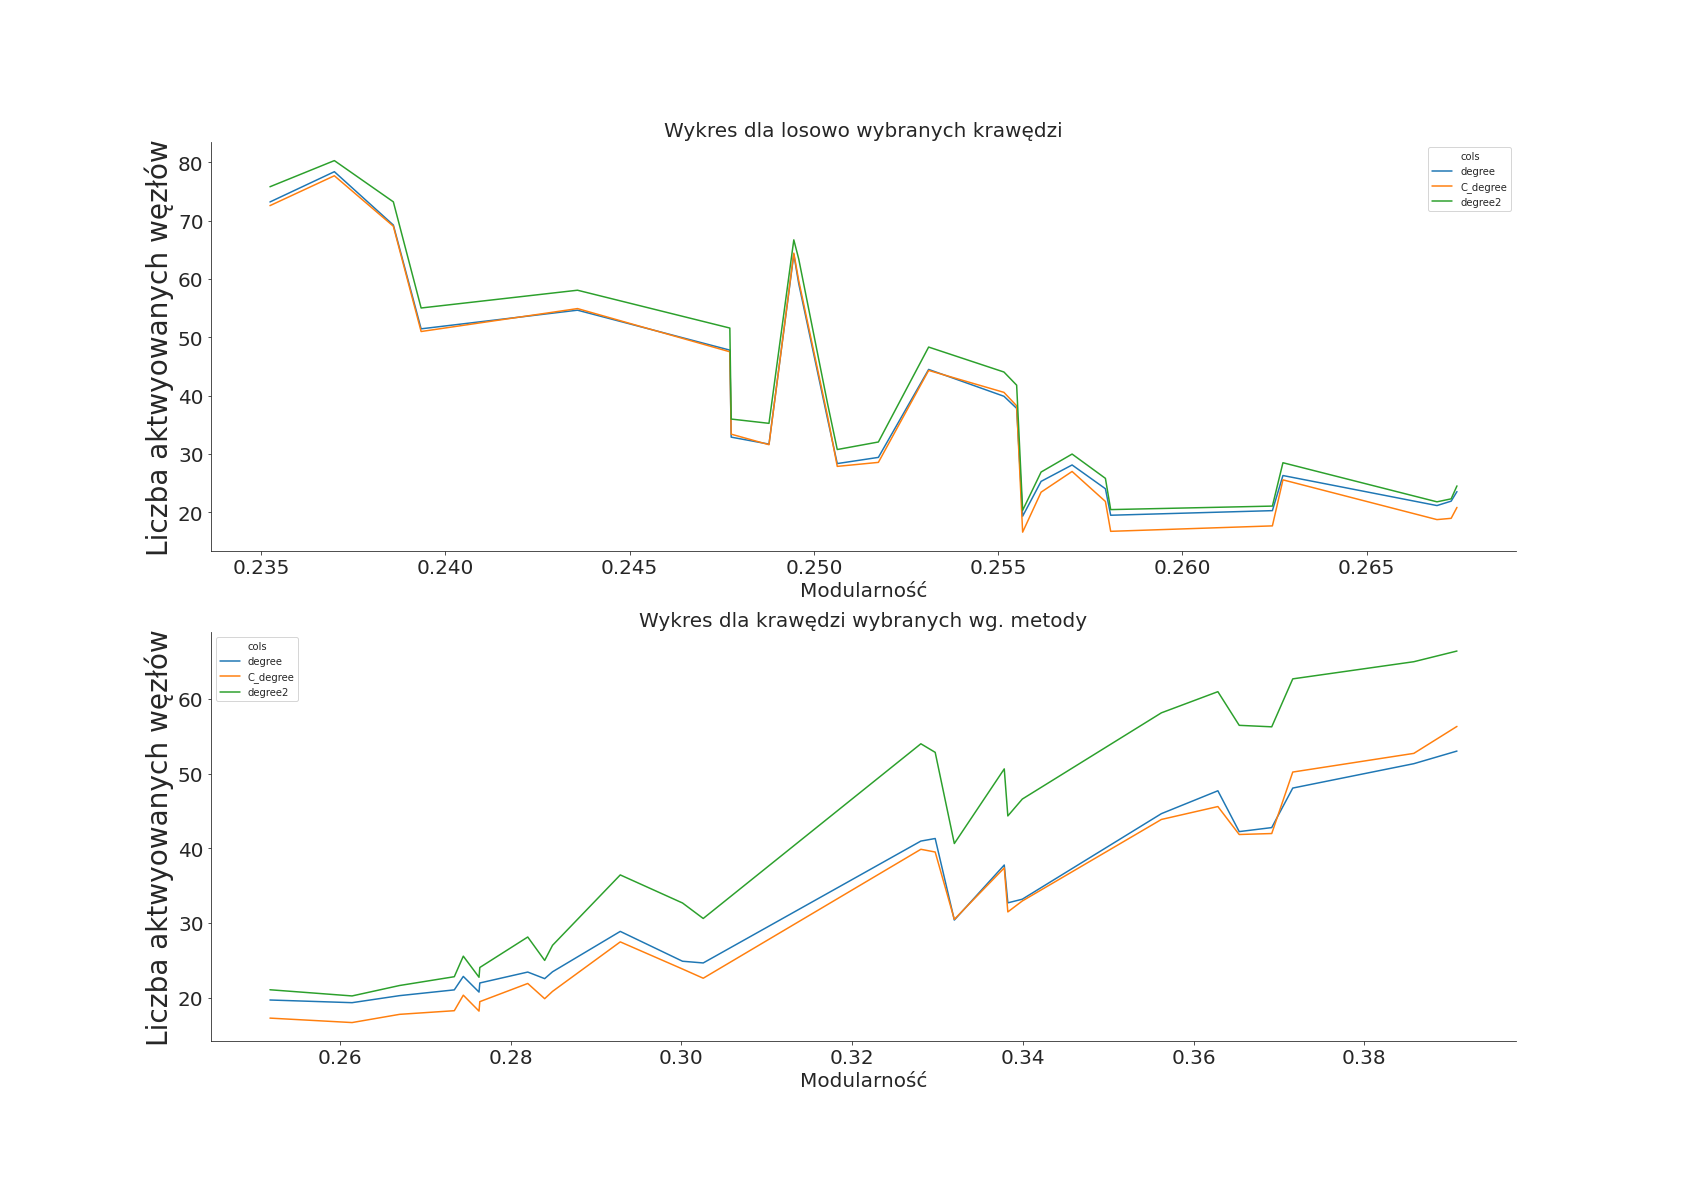 Wykres dla losowo wybranych krawędzi
Liczba aktwyowanych węzłów
80
70
60
50
40
30
20
cols
degree
C_degree
degree2
0.235 0.240 0.245 0.250 0.255 0.260 0.265
Modularność
Wykres dla krawędzi wybranych wg. metody
Liczba aktwyowanych węzłów
cols
degree
C_degree
degree2
60
50
40
30
20
0.26 0.28 0.30 0.32 0.34 0.36 0.38
Modularność